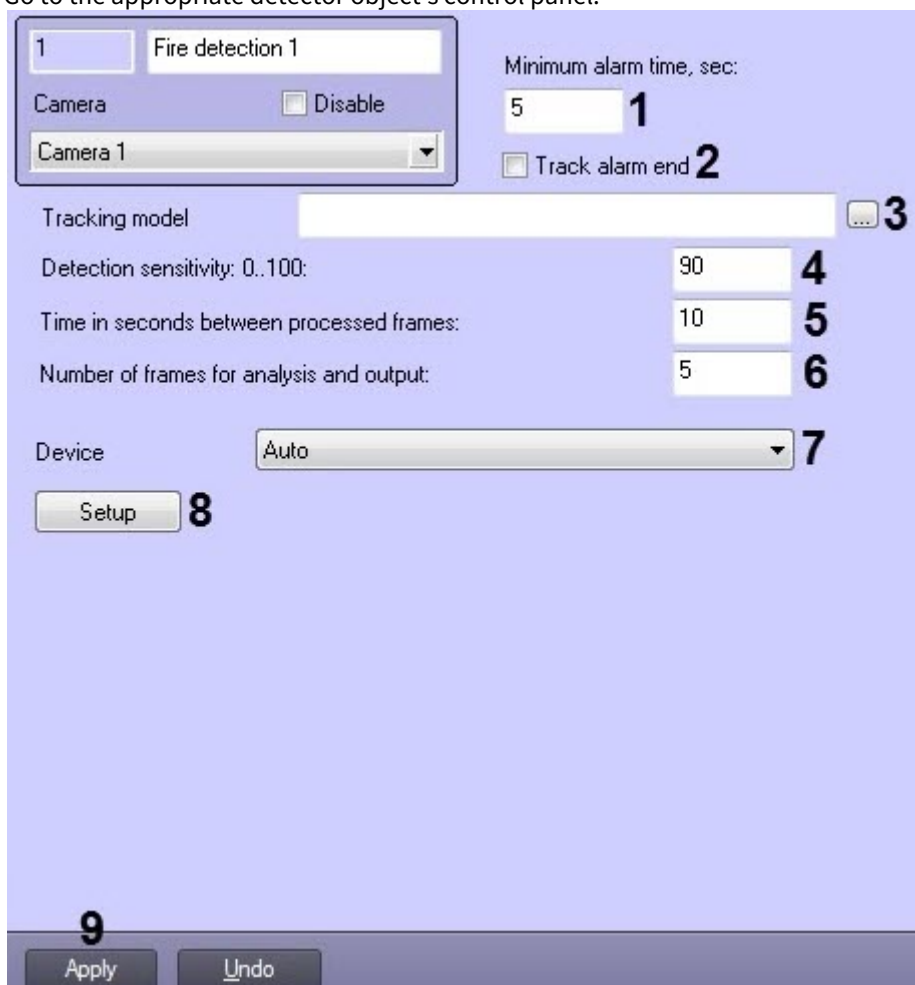 Go to the appropriate detector object's control panel.
1 Fire detection 1
Camera Disable
Camera 1
Minimum alarm time, sec:
5 1
Track alarm end 2
Tracking model ... 3
Detection sensitivity: 0..100: 90 4
Time in seconds between processed frames: 10 5
Number of frames for analysis and output: 5 6
Device Auto 7
Setup 8
9
Apply Undo